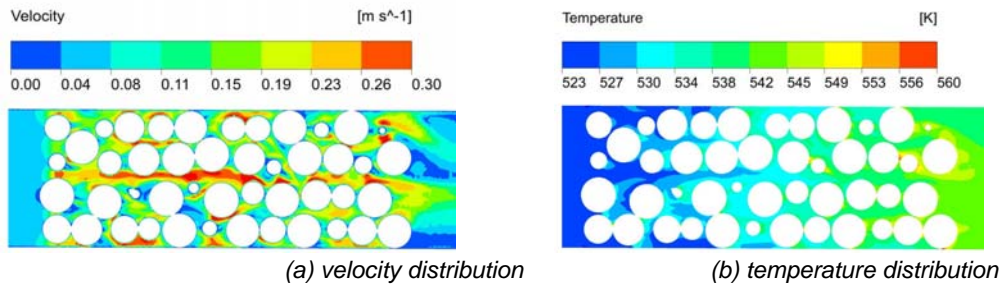 Velocity [m s^-1]
0.00 0.04 0.08 0.11 0.15 0.19 0.23 0.26 0.30
(a) velocity distribution
Temperature [K]
523 527 530 534 538 542 545 549 553 556 560
(b) temperature distribution